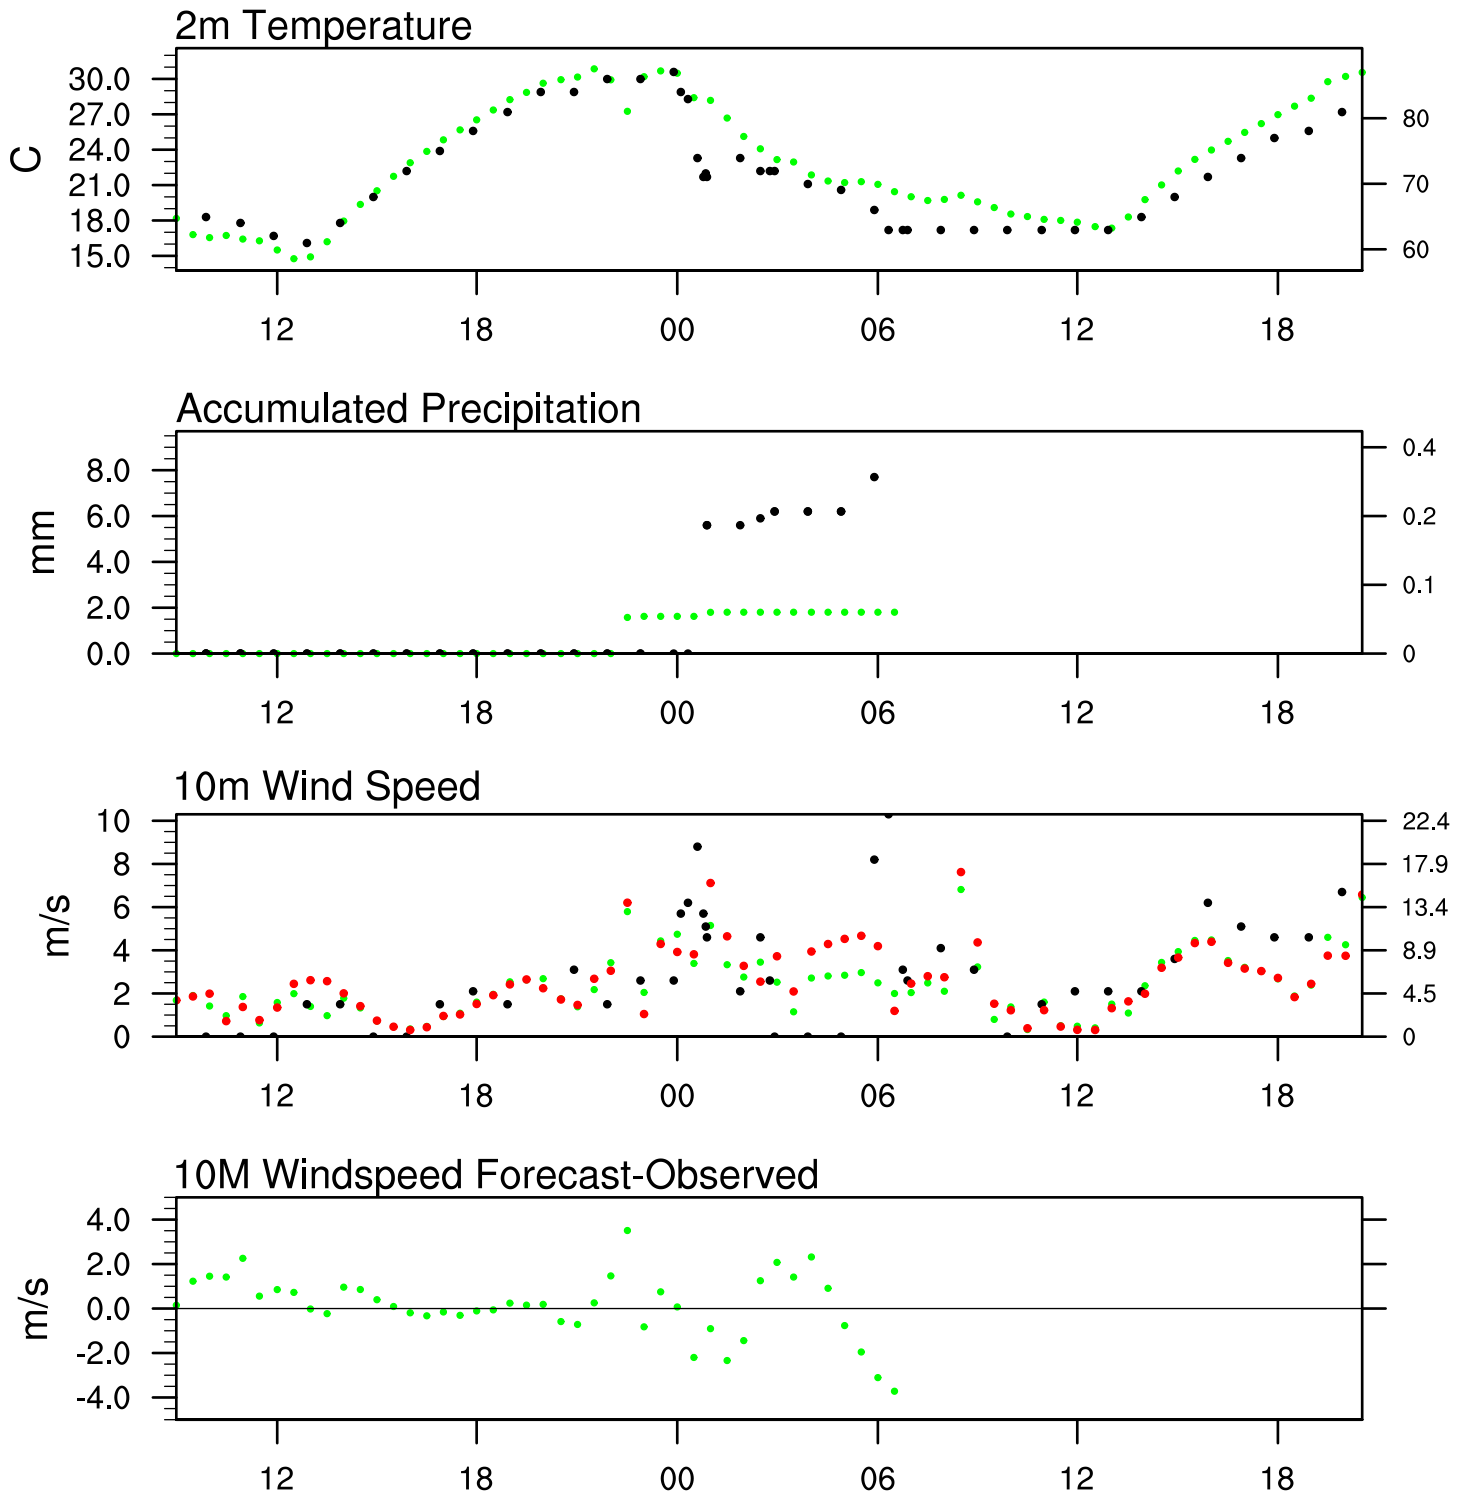 2m Temperature
C
30.0
27.0
24.0
21.0
18.0
15.0
80
70
60
12 18 00 06 12 18
Accumulated Precipitation
mm
8.0
6.0
4.0
2.0
0.0
0.4
0.2
0.1
0
12 18 00 06 12 18
10m Wind Speed
m/s
10
8
6
4
2
0
22.4
17.9
13.4
8.9
4.5
0
12 18 00 06 12 18
10M Windspeed Forecast-Observed
m/s
4.0
2.0
0.0
-2.0
-4.0
12 18 00 06 12 18